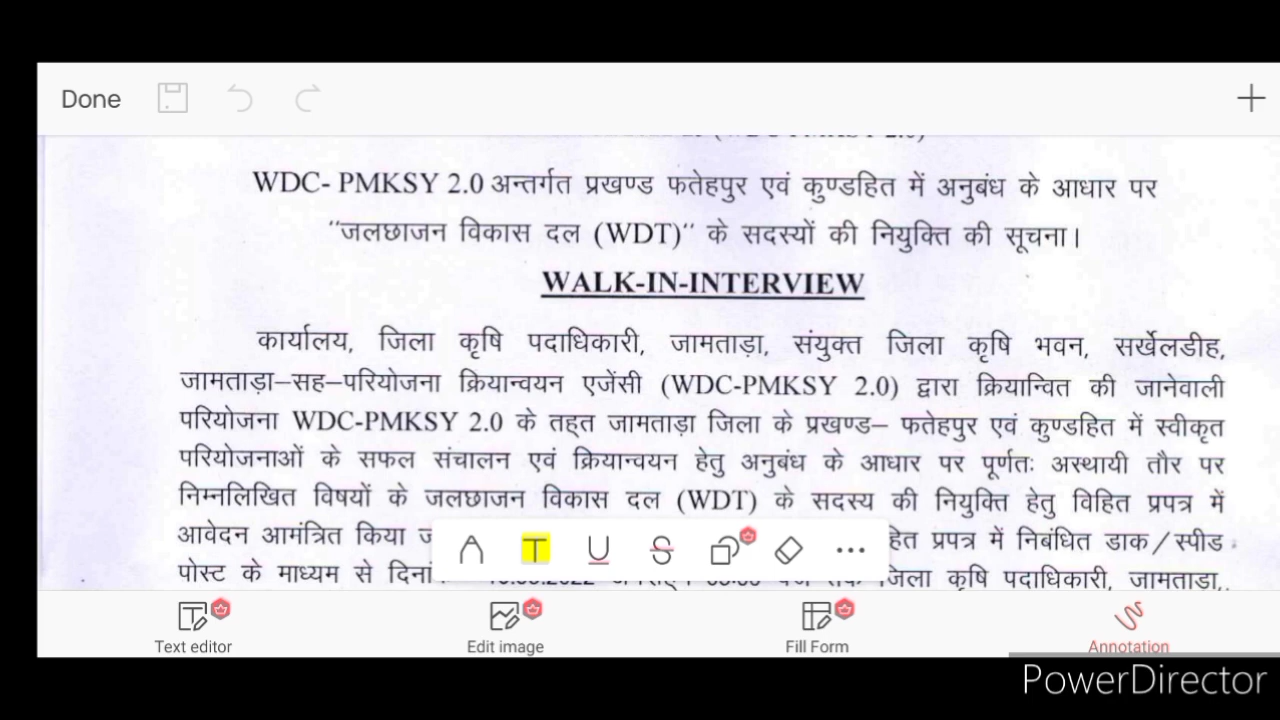 Done
WDC- PMKSY 2.0 अन्तर्गत प्रखण्ड फतेहपुर एवं कुण्डहित में अनुबंध के आधार पर
"जलछाजन विकास दल (WDT)" के सदस्यों की नियुक्ति की सूचना।
WALK-IN-INTERVIEW
कार्यालय, जिला कृषि पदाधिकारी, जामताड़ा, संयुक्त जिला कृषि भवन, सर्खेलडीह,
जामताड़ा–सह–परियोजना क्रियान्वयन एजेंसी (WDC-PMKSY 2.0) द्वारा क्रियान्वित की जानेवाली
परियोजना WDC-PMKSY 2.0 के तह्त जामताड़ा जिला के प्रखण्ड– फतेहपुर एवं कुण्डहित में स्वीकृत
परियोजनाओं के सफल संचालन एवं क्रियान्वयन हेतु अनुबंध के आधार पर पूर्णतः अस्थायी तौर पर
निम्नलिखित विषयों के जलछाजन विकास दल (WDT) के सदस्य की नियुक्ति हेतु विहित प्रपत्र में
आवेदन आमंत्रित किया प्रपत्र में निबंधित डाक/स्पीड
पोस्ट के माध्यम से जिला कृषि पदाधिकारी, जामताड़ा,
Text editor
Edit image
Fill Form
Annotation
PowerDirector